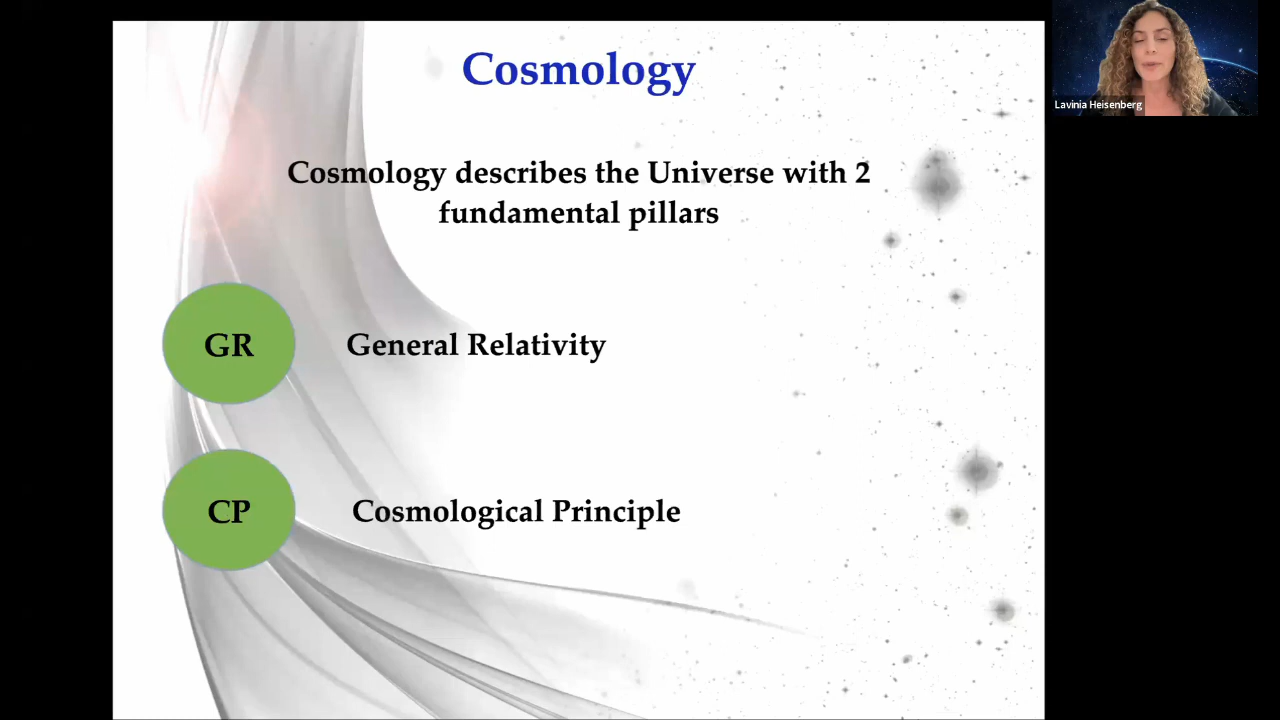 Cosmology
Cosmology describes the Universe with 2
fundamental pillars
GR
General Relativity
CP
Cosmological Principle
Lavinia Heisenberg